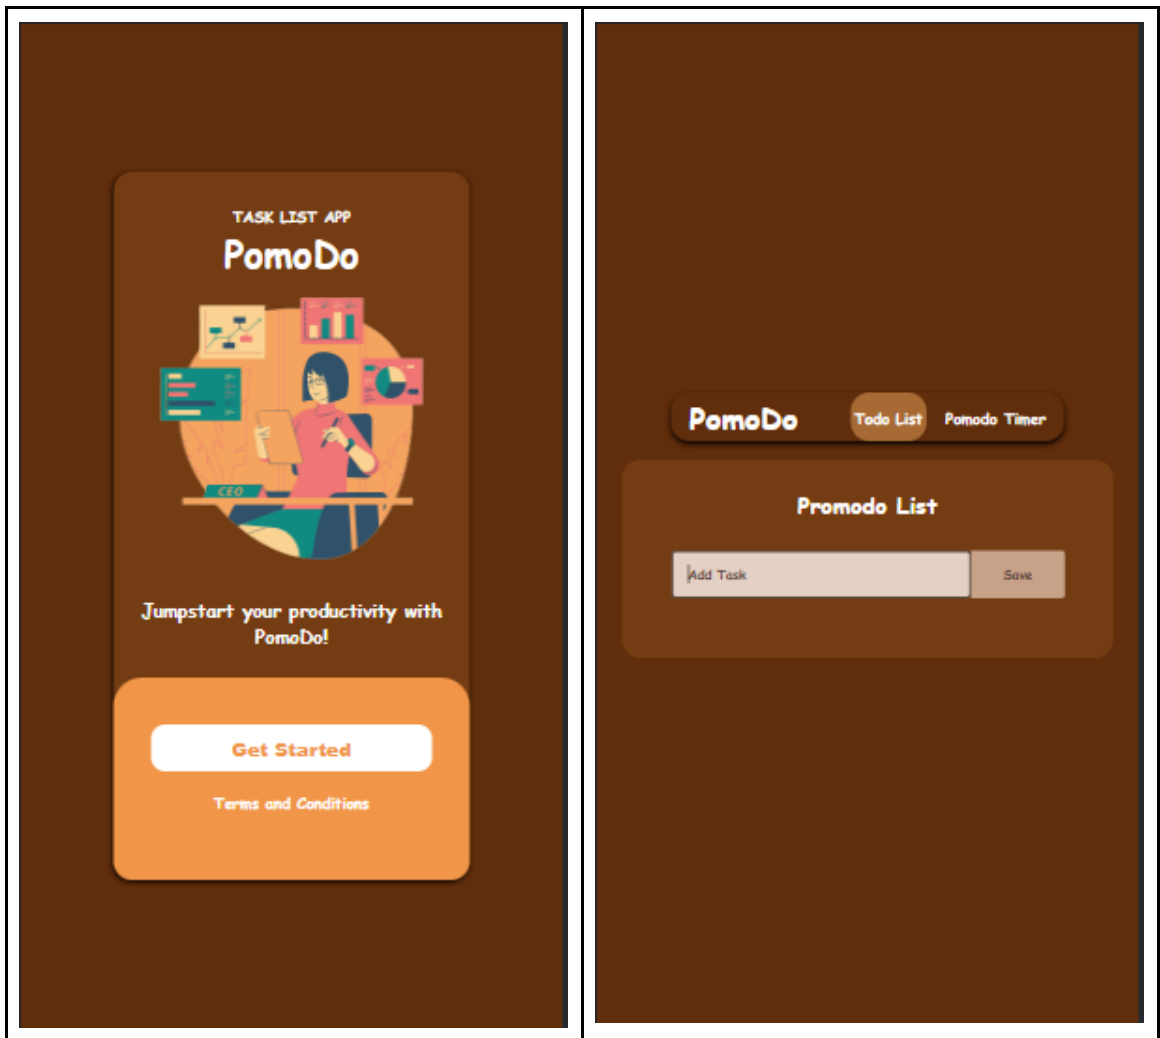 TASK LIST APP
PomoDo
CEO
Jumpstart your productivity with
PomoDo!
Get Started
Terms and Conditions
PomoDo Todo List Pomodo Timer
Promodo List
Add Task Save